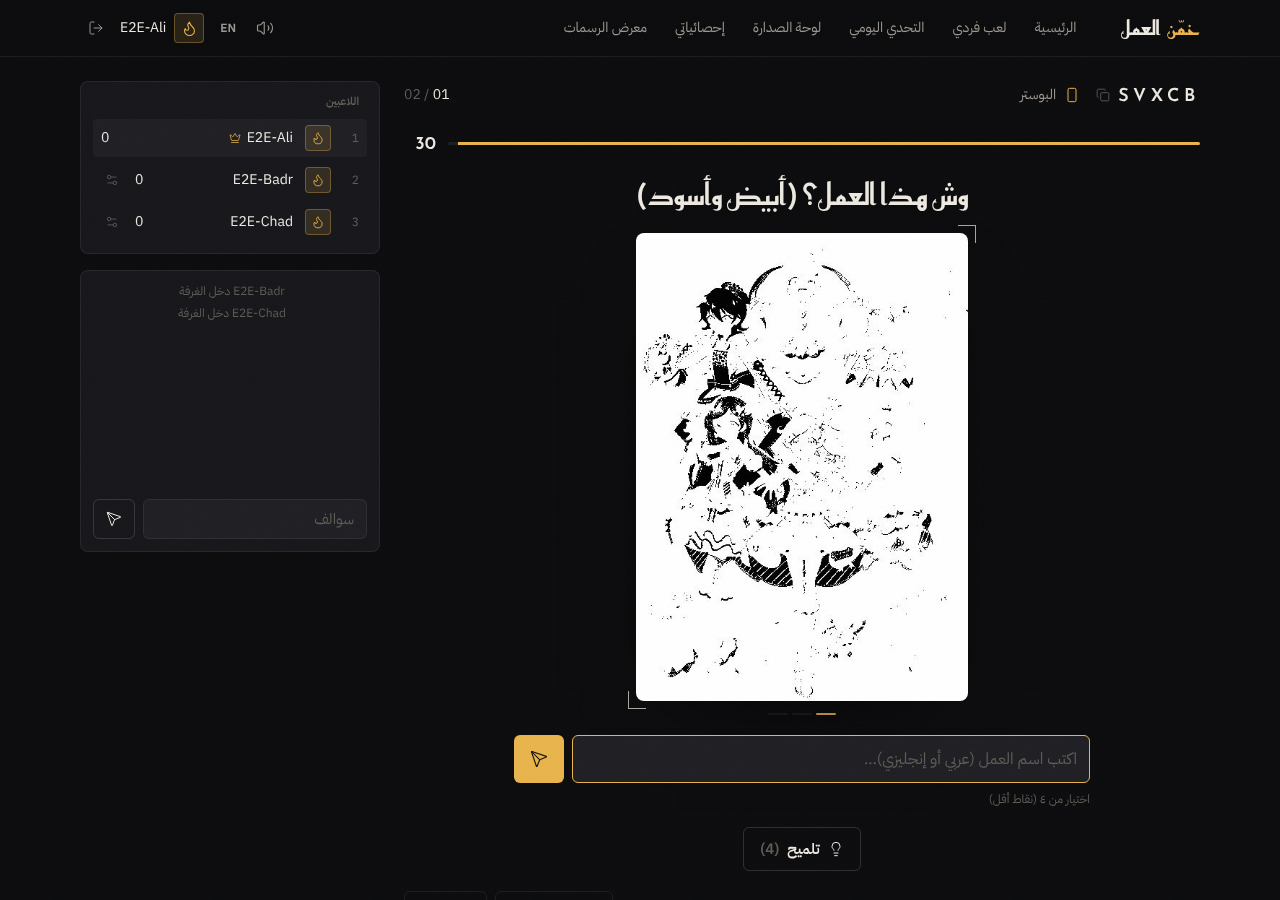 خمّن العمل
الرئيسية
لعب فردي
التحدي اليومي
لوحة الصدارة
إحصائياتي
معرض الرسمات
EN
E2E-Ali
SVXCB
البوستر
01 / 02
30
وش هذا العمل؟ (أبيض وأسود)
اكتب اسم العمل (عربي أو إنجليزي)...
اختيار من ٤ (نقاط أقل)
تلميح (4)
اللاعبين
1 E2E-Ali 0
2 E2E-Badr 0
3 E2E-Chad 0
E2E-Badr دخل الغرفة
E2E-Chad دخل الغرفة
سوالف